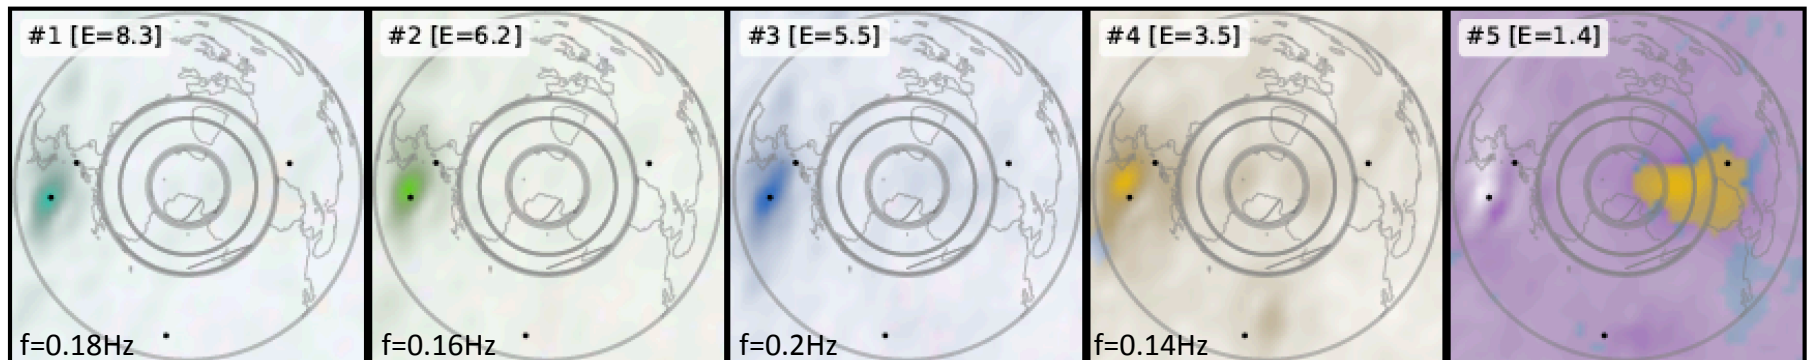 #1 [E=8.3]
f=0.18Hz
#2 [E=6.2]
f=0.16Hz
#3 [E=5.5]
f=0.2Hz
#4 [E=3.5]
f=0.14Hz
#5 [E=1.4]